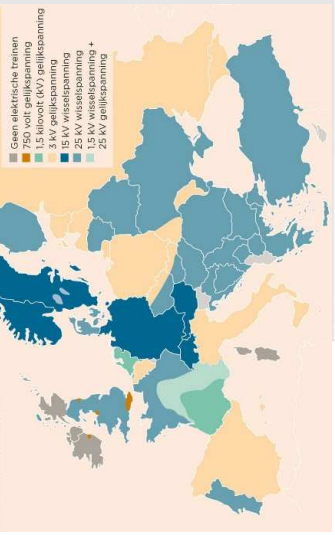 Geen elektrische treinen
750 volt gelijkspanning
1,5 kilovolt (kV) gelijkspanning
3 kV gelijkspanning
15 kV wisselspanning
25 kV wisselspanning
1,5 kV wisselspanning +
25 kV gelijkspanning